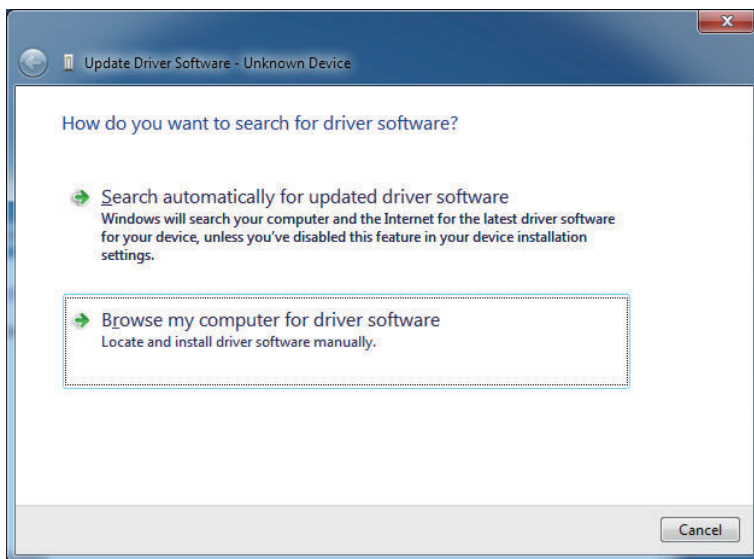 Update Driver Software - Unknown Device
How do you want to search for driver software?
Search automatically for updated driver software
Windows will search your computer and the Internet for the latest driver software
for your device, unless you've disabled this feature in your device installation
settings.
Browse my computer for driver software
Locate and install driver software manually.
Cancel